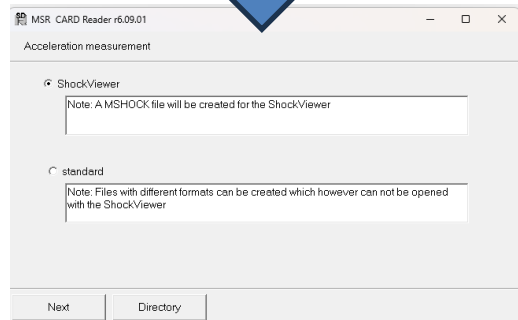 SD MSR CARD Reader r6.09.01
Acceleration measurement
ShockViewer
Note: A MSHOCK file will be created for the ShockViewer
standard
Note: Files with different formats can be created which however can not be opened
with the ShockViewer
Next Directory